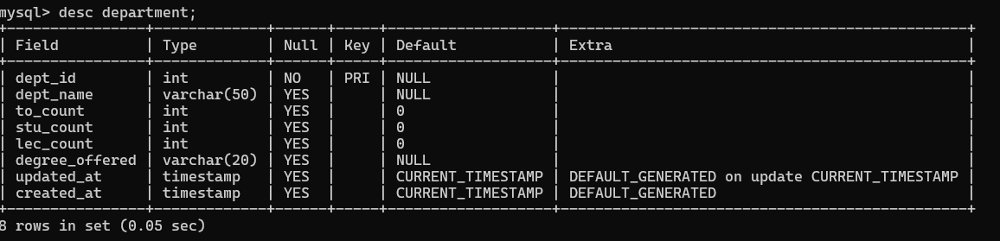 mysql> desc department;
+----------------+-------------+------+-----+-------------------+-----------------------------------------------+
| Field          | Type        | Null | Key | Default           | Extra                                         |
+----------------+-------------+------+-----+-------------------+-----------------------------------------------+
| dept_id        | int         | NO   | PRI | NULL              |                                               |
| dept_name      | varchar(50) | YES  |     | NULL              |                                               |
| to_count       | int         | YES  |     | 0                 |                                               |
| stu_count      | int         | YES  |     | 0                 |                                               |
| lec_count      | int         | YES  |     | 0                 |                                               |
| degree_offered | varchar(20) | YES  |     | NULL              |                                               |
| updated_at     | timestamp   | YES  |     | CURRENT_TIMESTAMP | DEFAULT_GENERATED on update CURRENT_TIMESTAMP |
| created_at     | timestamp   | YES  |     | CURRENT_TIMESTAMP | DEFAULT_GENERATED                             |
+----------------+-------------+------+-----+-------------------+-----------------------------------------------+
8 rows in set (0.05 sec)